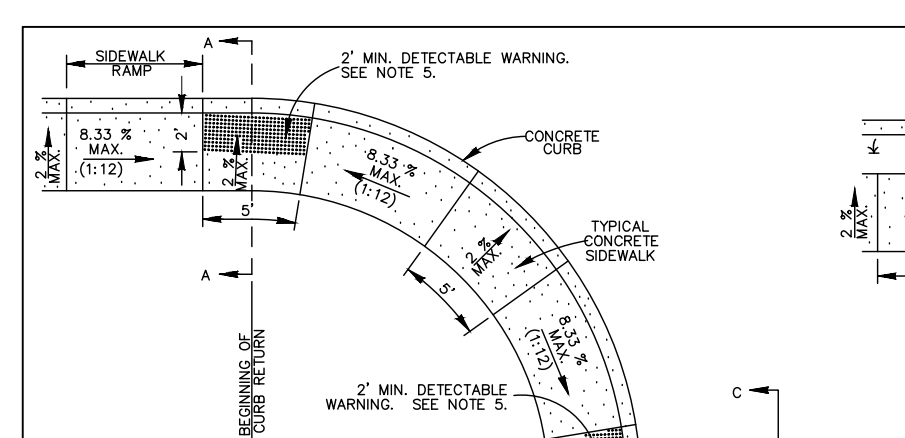 SIDEWALK
RAMP
A
2' MIN. DETECTABLE WARNING.
SEE NOTE 5.
8.33 %
MAX.
(1:12)
2 %
MAX.
2'
2 %
MAX.
5'
8.33 %
MAX.
(1:12)
CONCRETE
CURB
TYPICAL
CONCRETE
SIDEWALK
2 %
MAX.
5'
A
8.33 %
MAX.
(1:12)
BEGINNING OF
CURB RETURN
2' MIN. DETECTABLE
WARNING. SEE NOTE 5.
2 %
MAX.
C